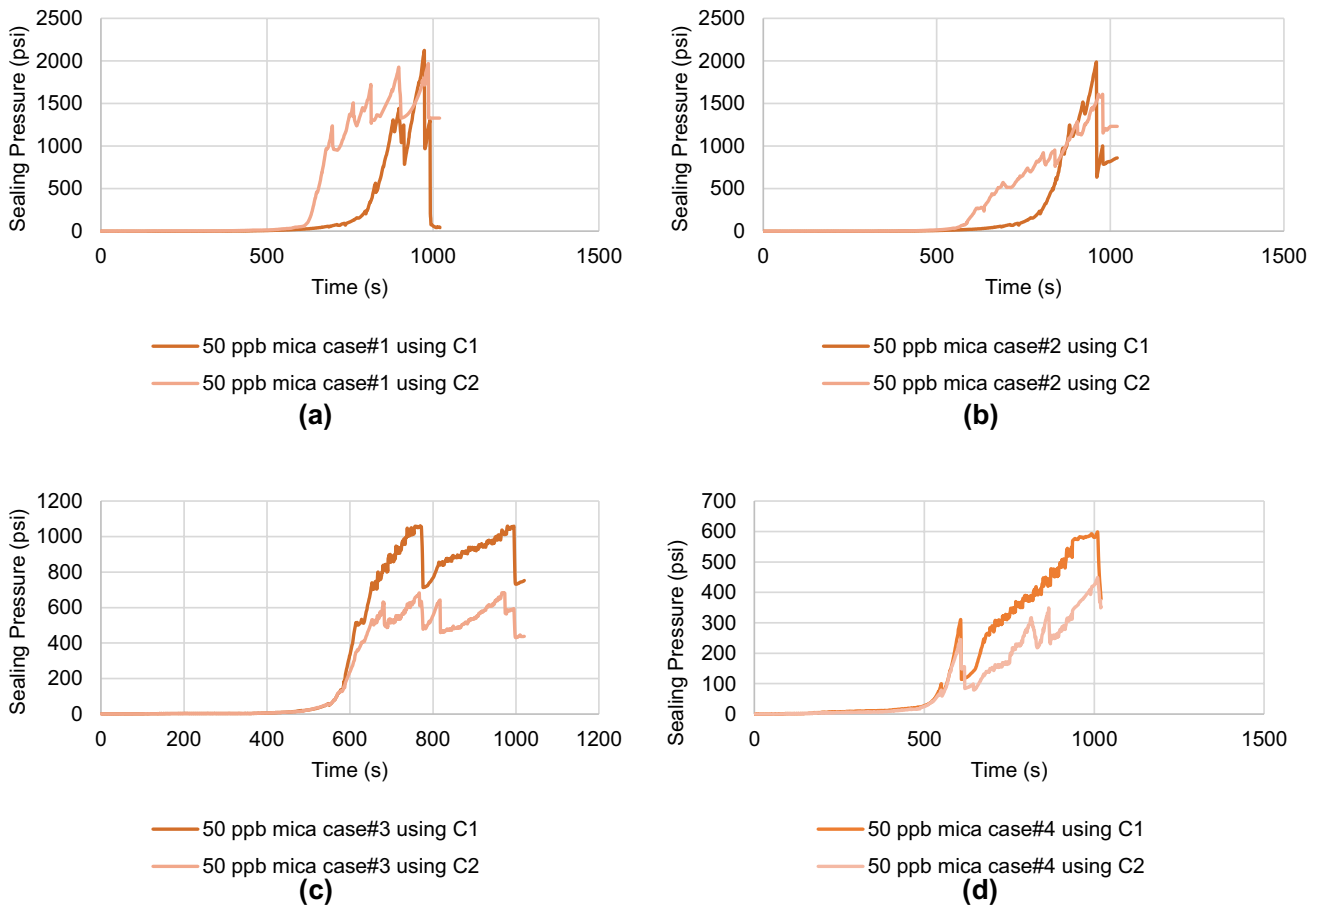 2500
2000
1500
1000
500
0
Sealing Pressure (psi)
0 500 1000 1500
Time (s)
50 ppb mica case#1 using C1
50 ppb mica case#1 using C2
(a)
2500
2000
1500
1000
500
0
Sealing Pressure (psi)
0 500 1000 1500
Time (s)
50 ppb mica case#2 using C1
50 ppb mica case#2 using C2
(b)
1200
1000
800
600
400
200
0
Sealing Pressure (psi)
0 200 400 600 800 1000 1200
Time (s)
50 ppb mica case#3 using C1
50 ppb mica case#3 using C2
(c)
700
600
500
400
300
200
100
0
Sealing Pressure (psi)
0 500 1000 1500
Time (s)
50 ppb mica case#4 using C1
50 ppb mica case#4 using C2
(d)